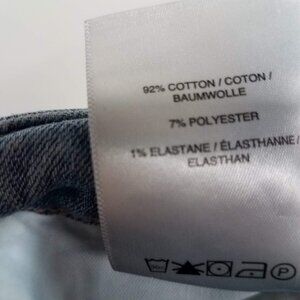 92% COTTON / COTON /
BAUMWOLLE
7% POLYESTER
1% ELASTANE / ÉLASTHANNE /
ELASTHAN